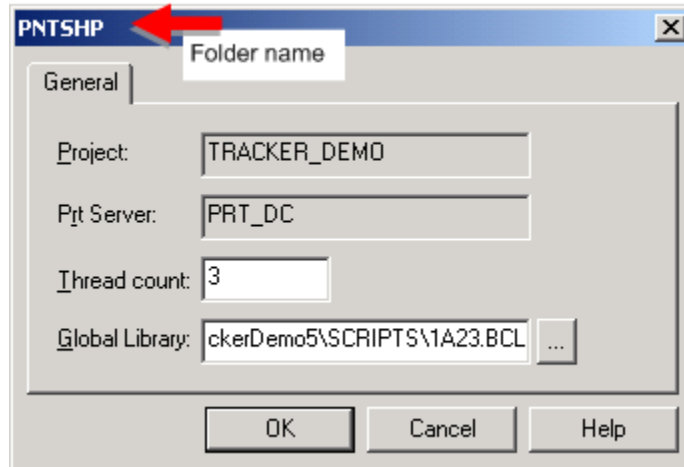 PNTSHP
Folder name
General
Project: TRACKER_DEMO
Prt Server: PRT_DC
Thread count: 3
Global Library: ckerDemo5\SCRIPTS\1A23.BCL ...
OK Cancel Help